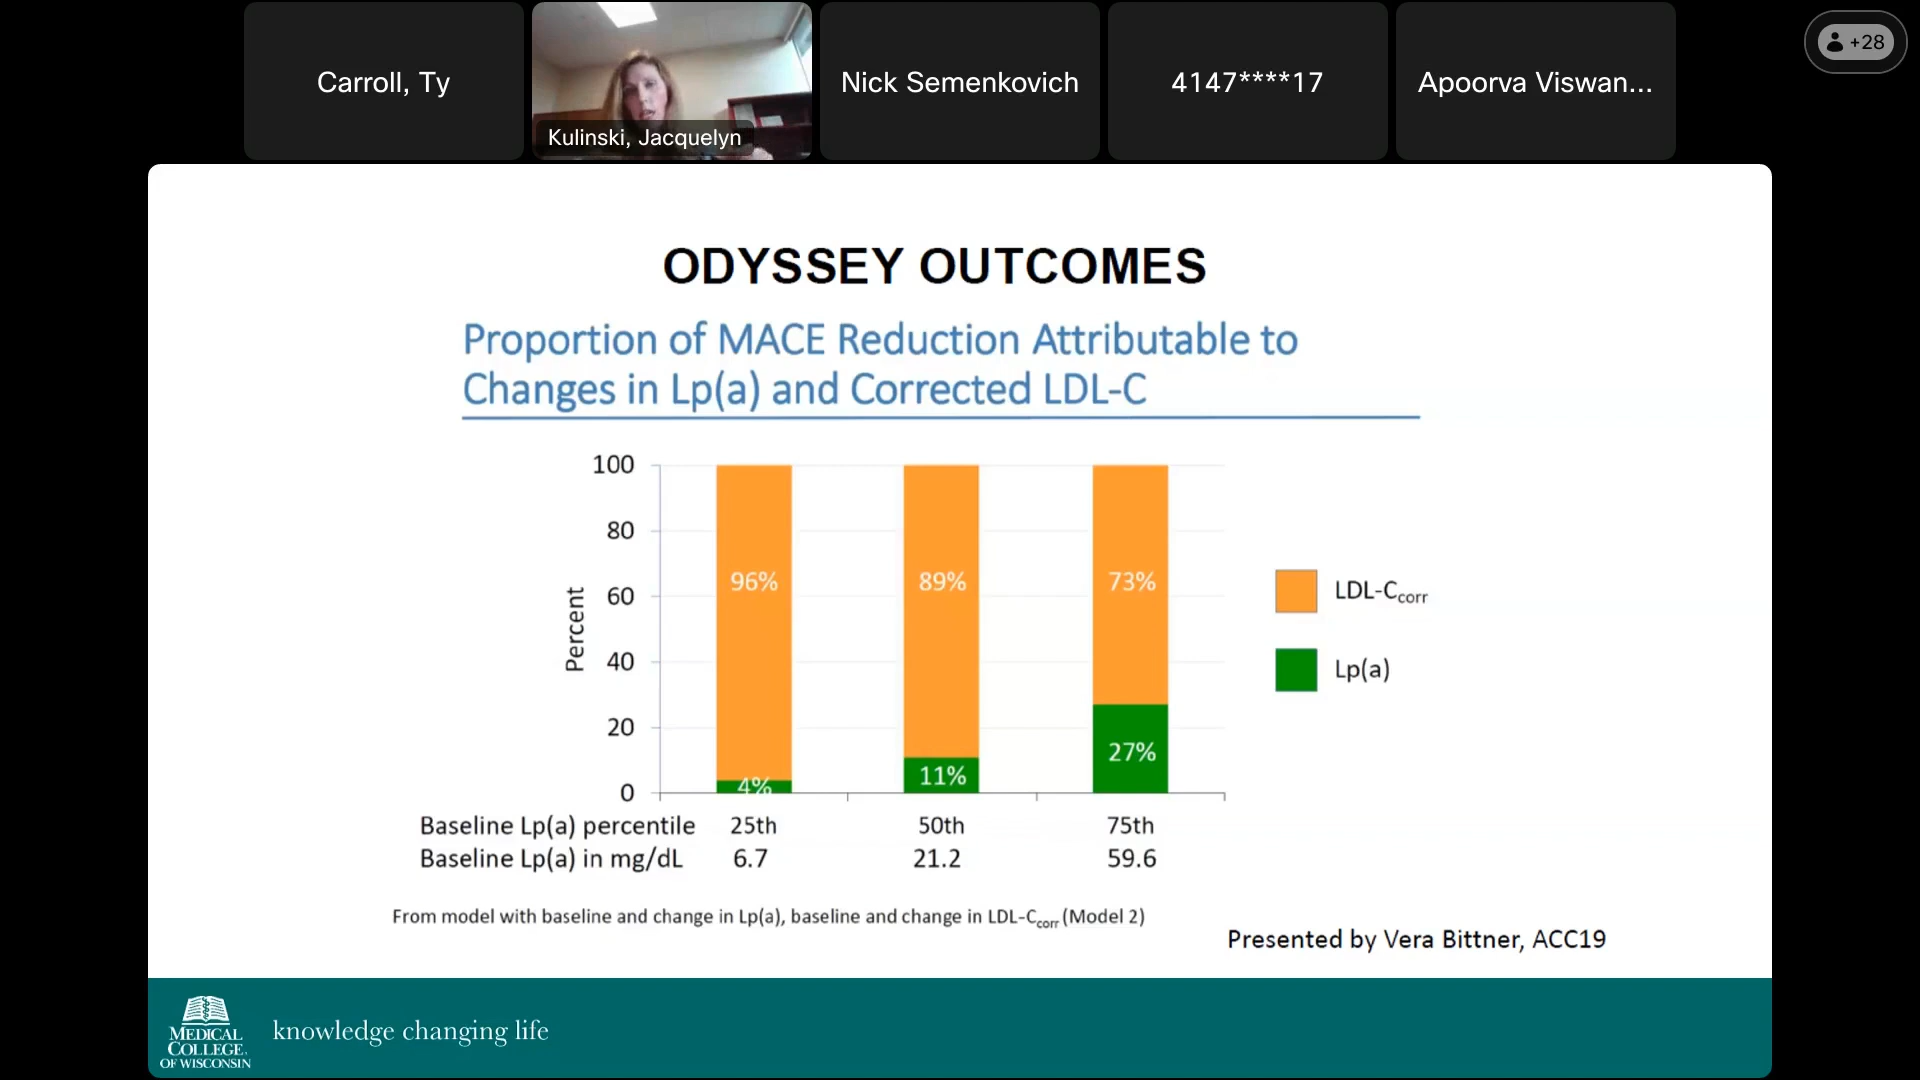 Carroll, Ty
Kulinski, Jacquelyn
Nick Semenkovich
4147****17
Apoorva Viswan...
+28
ODYSSEY OUTCOMES
Proportion of MACE Reduction Attributable to
Changes in Lp(a) and Corrected LDL-C
100
80
60
40
20
0
Percent
96%
89%
73%
4%
11%
27%
LDL-Ccorr
Lp(a)
Baseline Lp(a) percentile 25th 50th 75th
Baseline Lp(a) in mg/dL 6.7 21.2 59.6
From model with baseline and change in Lp(a), baseline and change in LDL-Ccorr (Model 2)
Presented by Vera Bittner, ACC19
MEDICAL
COLLEGE
OF WISCONSIN
knowledge changing life